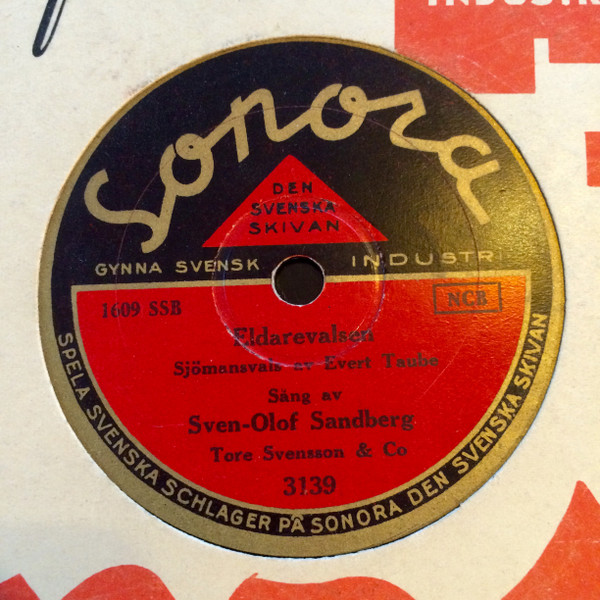 INDUSTR
Sonora
DEN
SVENSKA
SKIVAN
GYNNA SVENSK INDUSTRI
1609 SSB
NCB
Eldarevalsen
Sjömansvals av Evert Taube
Sång av
Sven-Olof Sandberg
Tore Svensson & Co
3139
SPELA SVENSKA SCHLAGER PÅ SONORA DEN SVENSKA SKIVAN